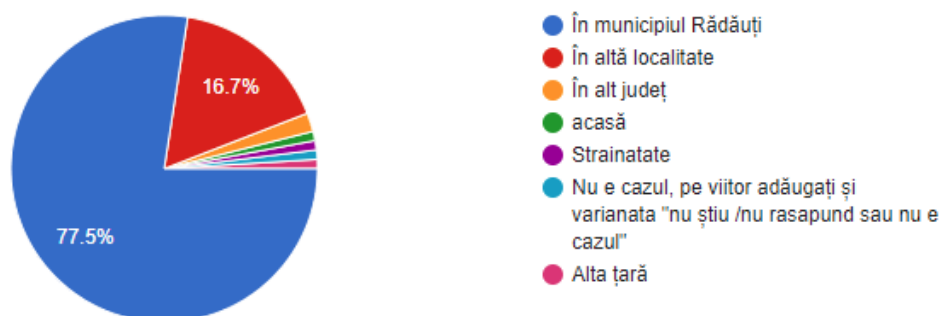 77.5%
16.7%
În municipiul Rădăuți
În altă localitate
În alt județ
acasă
Strainatate
Nu e cazul, pe viitor adăugați și
varianata "nu știu /nu rasapund sau nu e
cazul"
Alta țară